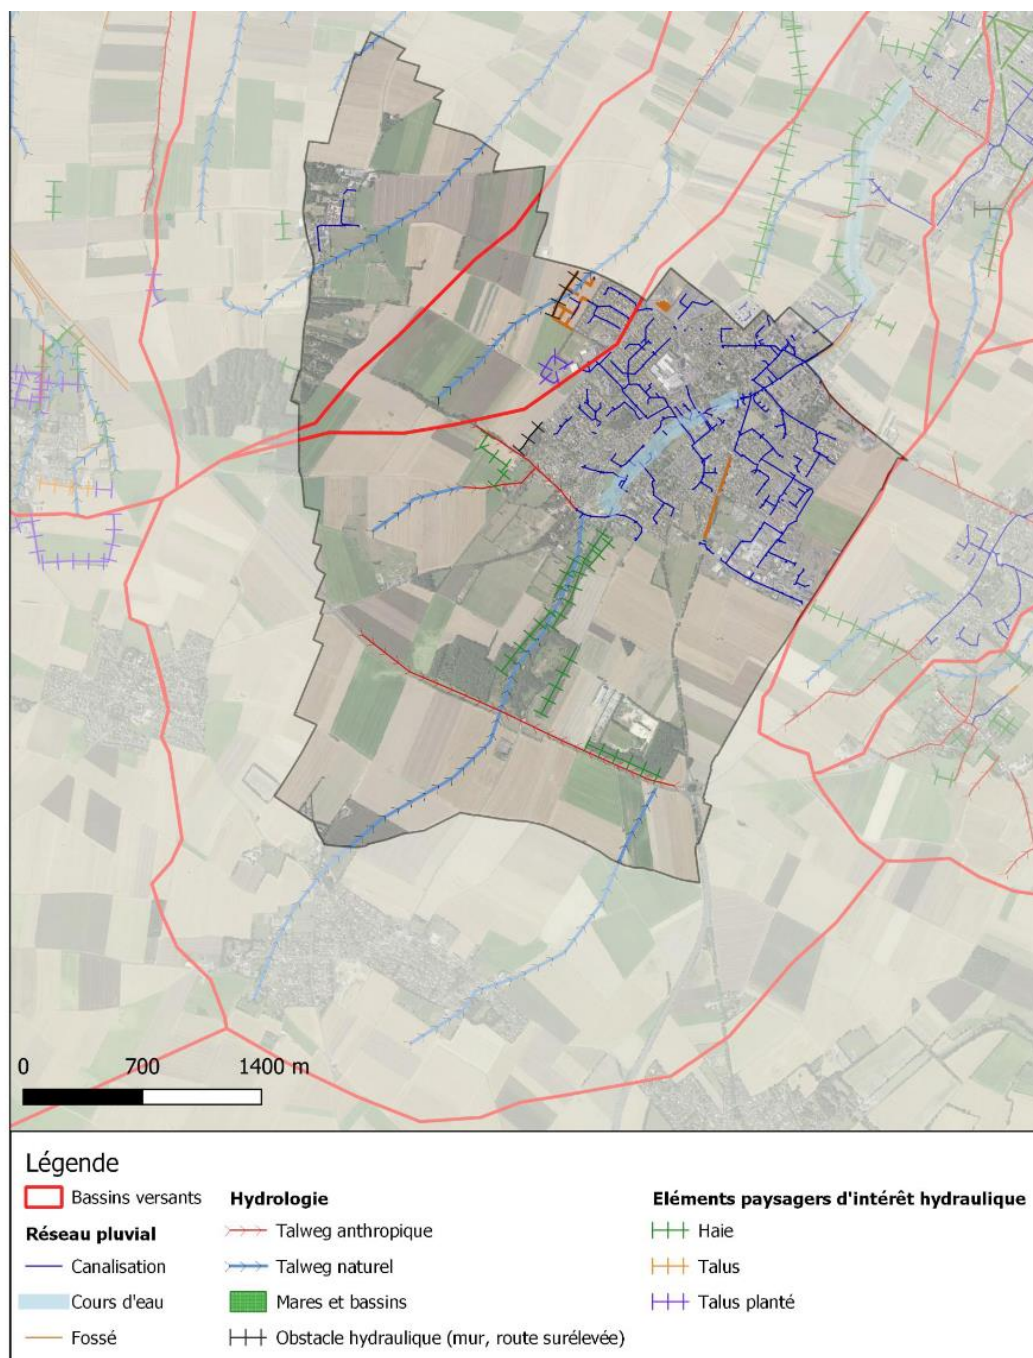 0 700 1400 m
Légende
Bassins versants
Réseau pluvial
Canalisation
Cours d'eau
Fossé
Hydrologie
Talweg anthropique
Talweg naturel
Mares et bassins
Obstacle hydraulique (mur, route surélevée)
Eléments paysagers d'intérêt hydraulique
Haie
Talus
Talus planté